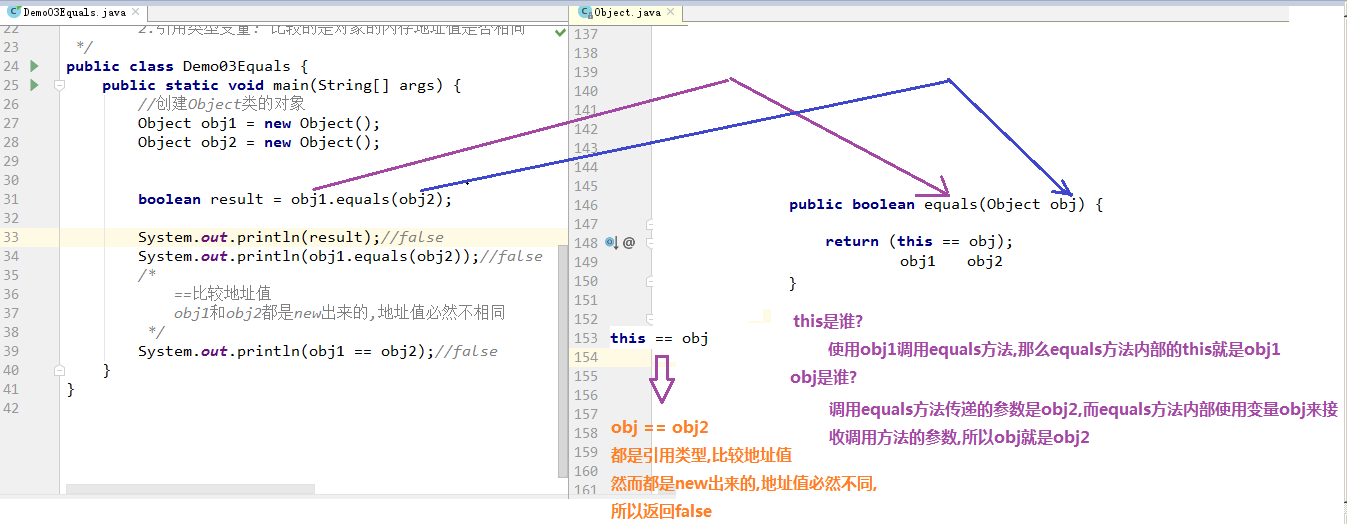 Demo03Equals.java
22 2.引用类型变量: 比较的是对象的内存地址值是否相同
23 */
24 public class Demo03Equals {
25 public static void main(String[] args) {
26 //创建Object类的对象
27 Object obj1 = new Object();
28 Object obj2 = new Object();
29
30
31 boolean result = obj1.equals(obj2);
32
33 System.out.println(result);//false
34 System.out.println(obj1.equals(obj2));//false
35 /*
36 ==比较地址值
37 obj1和obj2都是new出来的,地址值必然不相同
38 */
39 System.out.println(obj1 == obj2);//false
40 }
41 }
42
Object.java
137
138
139
140
141
142
143
144
145
146 public boolean equals(Object obj) {
147
148 @ return (this == obj);
149 obj1 obj2
150 }
151
152 this是谁?
153 this == obj
使用obj1调用equals方法,那么equals方法内部的this就是obj1
154
155 obj是谁?
156
157 调用equals方法传递的参数是obj2,而equals方法内部使用变量obj来接
obj == obj2
158 收调用方法的参数,所以obj就是obj2
159 都是引用类型,比较地址值
160 然而都是new出来的,地址值必然不同,
161 所以返回false